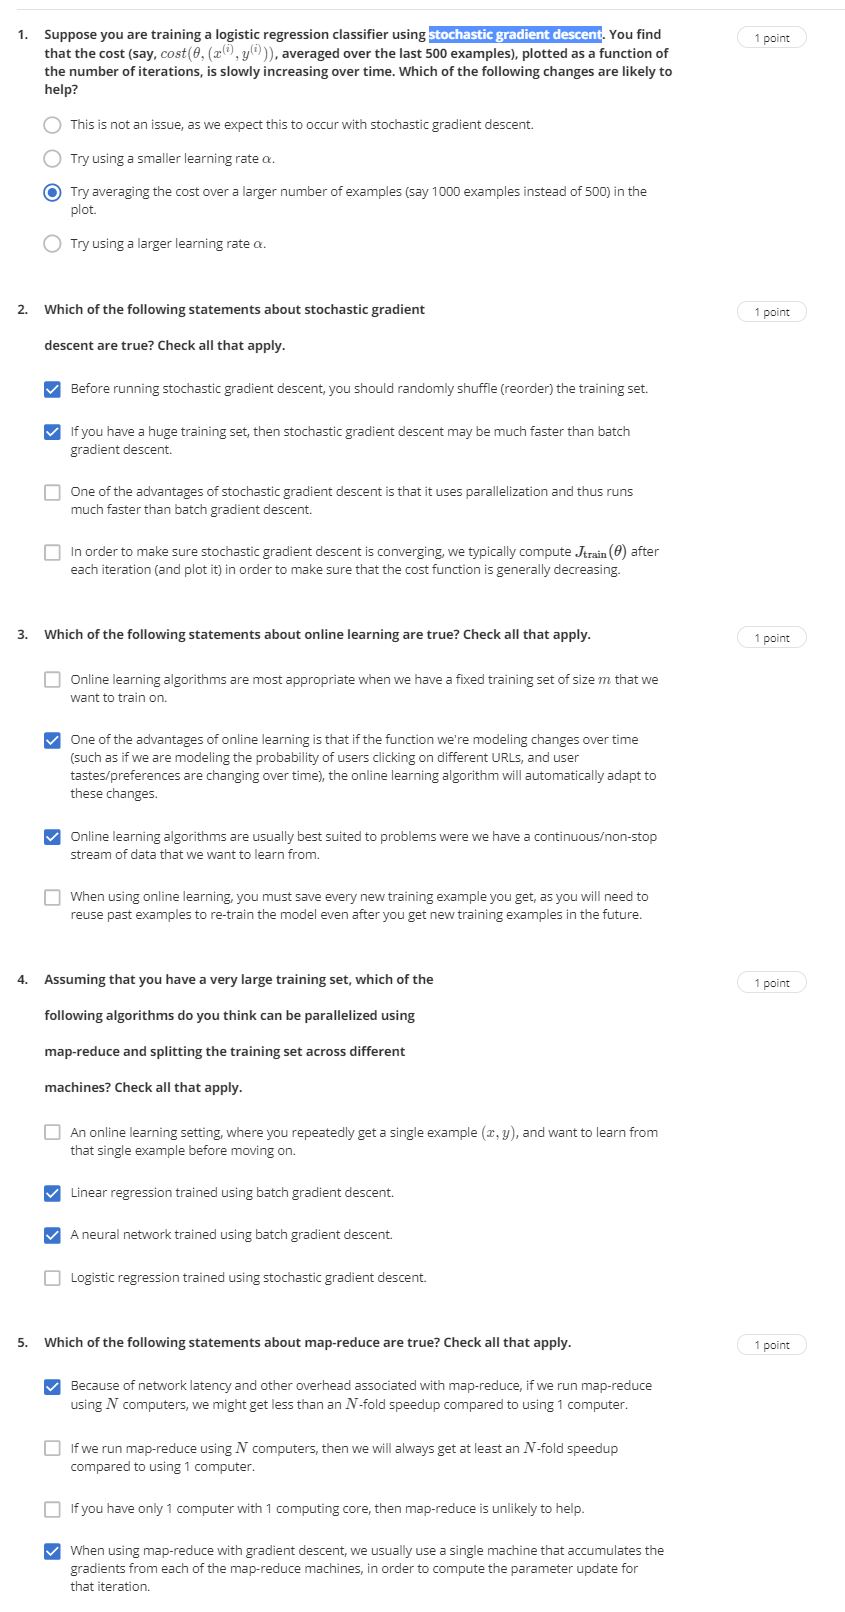 1. Suppose you are training a logistic regression classifier using stochastic gradient descent. You find
1 point
that the cost (say, cost(θ, (x^(i), y^(i))), averaged over the last 500 examples), plotted as a function of
the number of iterations, is slowly increasing over time. Which of the following changes are likely to
help?
This is not an issue, as we expect this to occur with stochastic gradient descent.
Try using a smaller learning rate α.
Try averaging the cost over a larger number of examples (say 1000 examples instead of 500) in the
plot.
Try using a larger learning rate α.
2. Which of the following statements about stochastic gradient
1 point
descent are true? Check all that apply.
Before running stochastic gradient descent, you should randomly shuffle (reorder) the training set.
If you have a huge training set, then stochastic gradient descent may be much faster than batch
gradient descent.
One of the advantages of stochastic gradient descent is that it uses parallelization and thus runs
much faster than batch gradient descent.
In order to make sure stochastic gradient descent is converging, we typically compute J_train(θ) after
each iteration (and plot it) in order to make sure that the cost function is generally decreasing.
3. Which of the following statements about online learning are true? Check all that apply.
1 point
Online learning algorithms are most appropriate when we have a fixed training set of size m that we
want to train on.
One of the advantages of online learning is that if the function we're modeling changes over time
(such as if we are modeling the probability of users clicking on different URLs, and user
tastes/preferences are changing over time), the online learning algorithm will automatically adapt to
these changes.
Online learning algorithms are usually best suited to problems were we have a continuous/non-stop
stream of data that we want to learn from.
When using online learning, you must save every new training example you get, as you will need to
reuse past examples to re-train the model even after you get new training examples in the future.
4. Assuming that you have a very large training set, which of the
1 point
following algorithms do you think can be parallelized using
map-reduce and splitting the training set across different
machines? Check all that apply.
An online learning setting, where you repeatedly get a single example (x, y), and want to learn from
that single example before moving on.
Linear regression trained using batch gradient descent.
A neural network trained using batch gradient descent.
Logistic regression trained using stochastic gradient descent.
5. Which of the following statements about map-reduce are true? Check all that apply.
1 point
Because of network latency and other overhead associated with map-reduce, if we run map-reduce
using N computers, we might get less than an N-fold speedup compared to using 1 computer.
If we run map-reduce using N computers, then we will always get at least an N-fold speedup
compared to using 1 computer.
If you have only 1 computer with 1 computing core, then map-reduce is unlikely to help.
When using map-reduce with gradient descent, we usually use a single machine that accumulates the
gradients from each of the map-reduce machines, in order to compute the parameter update for
that iteration.